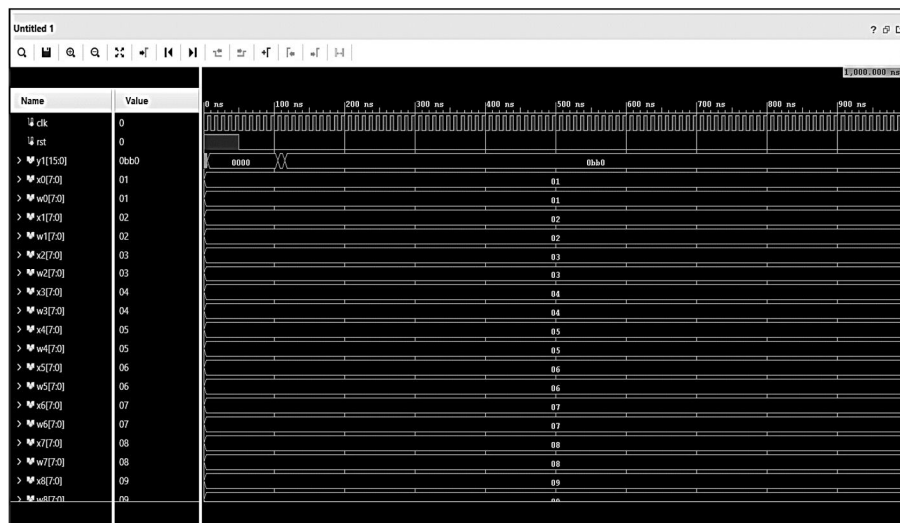 Untitled 1
?
1,000.000 ns
Name Value 0 ns 100 ns 200 ns 300 ns 400 ns 500 ns 600 ns 700 ns 800 ns 900 ns
clk 0
rst 0
> y1[15:0] 0bb0 0000 0bb0
> x0[7:0] 01 01
> w0[7:0] 01 01
> x1[7:0] 02 02
> w1[7:0] 02 02
> x2[7:0] 03 03
> w2[7:0] 03 03
> x3[7:0] 04 04
> w3[7:0] 04 04
> x4[7:0] 05 05
> w4[7:0] 05 05
> x5[7:0] 06 06
> w5[7:0] 06 06
> x6[7:0] 07 07
> w6[7:0] 07 07
> x7[7:0] 08 08
> w7[7:0] 08 08
> x8[7:0] 09 09
> w8[7:0] 09